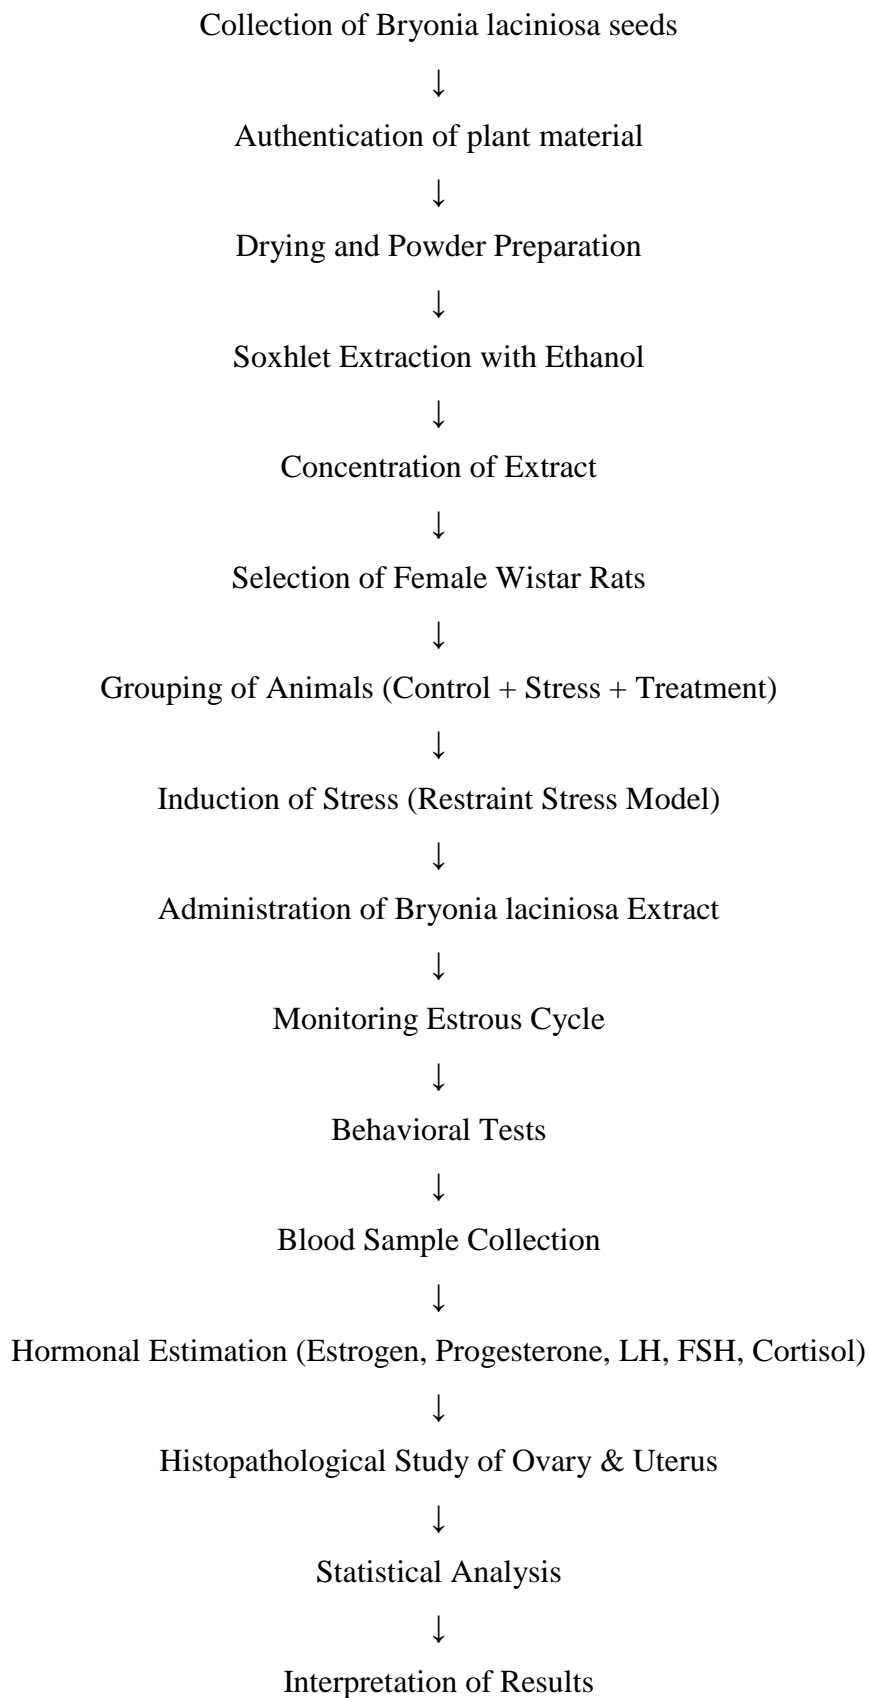 Collection of Bryonia laciniosa seeds
↓
Authentication of plant material
↓
Drying and Powder Preparation
↓
Soxhlet Extraction with Ethanol
↓
Concentration of Extract
↓
Selection of Female Wistar Rats
↓
Grouping of Animals (Control + Stress + Treatment)
↓
Induction of Stress (Restraint Stress Model)
↓
Administration of Bryonia laciniosa Extract
↓
Monitoring Estrous Cycle
↓
Behavioral Tests
↓
Blood Sample Collection
↓
Hormonal Estimation (Estrogen, Progesterone, LH, FSH, Cortisol)
↓
Histopathological Study of Ovary & Uterus
↓
Statistical Analysis
↓
Interpretation of Results